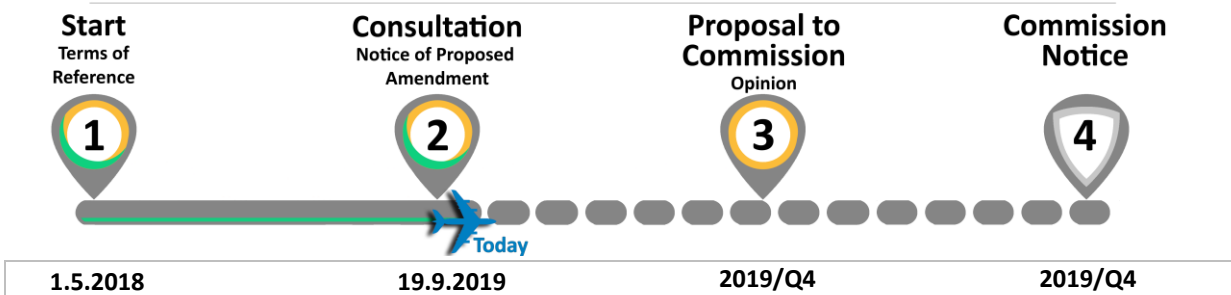 Start
Terms of
Reference
1
Consultation
Notice of Proposed
Amendment
2
Proposal to
Commission
Opinion
3
Commission
Notice
4
Today
1.5.2018
19.9.2019
2019/Q4
2019/Q4